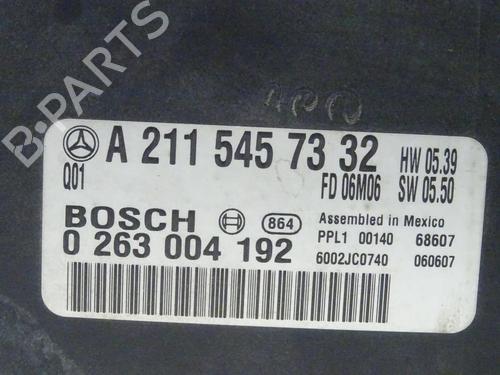 B-PARTS
A 211 545 73 32
HW 05.39
Q01
FD 06M06
SW 05.50
BOSCH
864
Assembled in Mexico
0 263 004 192
PPL1 00140
68607
6002JC0740
060607